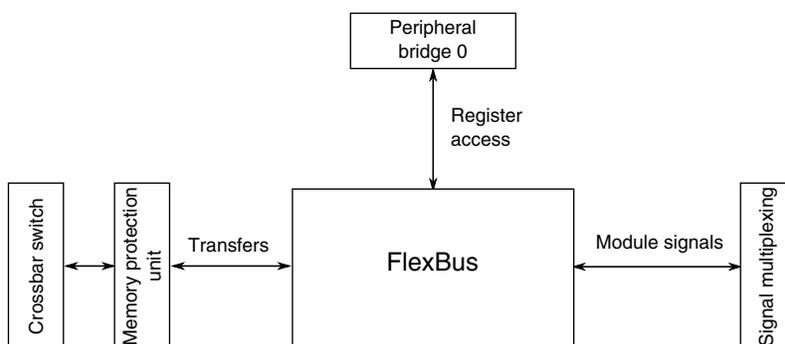 Peripheral
bridge 0
Register
access
Crossbar switch
Memory protection
unit
Transfers
FlexBus
Module signals
Signal multiplexing